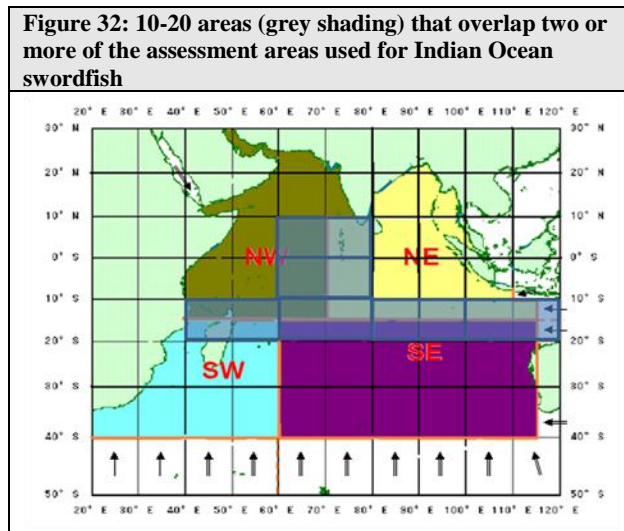 Figure 32: 10-20 areas (grey shading) that overlap two or
more of the assessment areas used for Indian Ocean
swordfish
20° E 30° E 40° E 50° E 60° E 70° E 80° E 90° E 100° E 110° E 120° E
30° N 30° N
20° N 20° N
10° N 10° N
NW NE
0° S 0° S
10° S 10° S
20° S 20° S
SE
SW
30° S 30° S
40° S 40° S
50° S 50° S
20° E 30° E 40° E 50° E 60° E 70° E 80° E 90° E 100° E 110° E 120° E